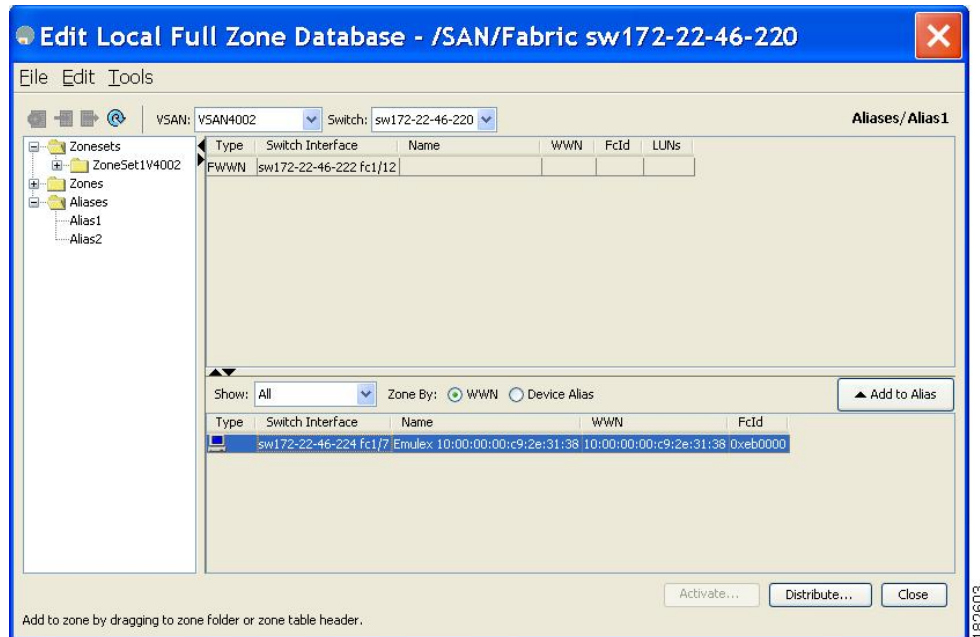 Edit Local Full Zone Database - /SAN/Fabric sw172-22-46-220
File Edit Tools
VSAN: VSAN4002 Switch: sw172-22-46-220 Aliases/Alias1
Zonesets
ZoneSet1V4002
Zones
Aliases
Alias1
Alias2
Type Switch Interface Name WWN FcId LUNs
FWWN sw172-22-46-222 fc1/12
Show: All Zone By: WWN Device Alias Add to Alias
Type Switch Interface Name WWN FcId
sw172-22-46-224 fc1/7 Emulex 10:00:00:00:c9:2e:31:38 10:00:00:00:c9:2e:31:38 0xeb0000
Activate... Distribute... Close
Add to zone by dragging to zone folder or zone table header.
182603